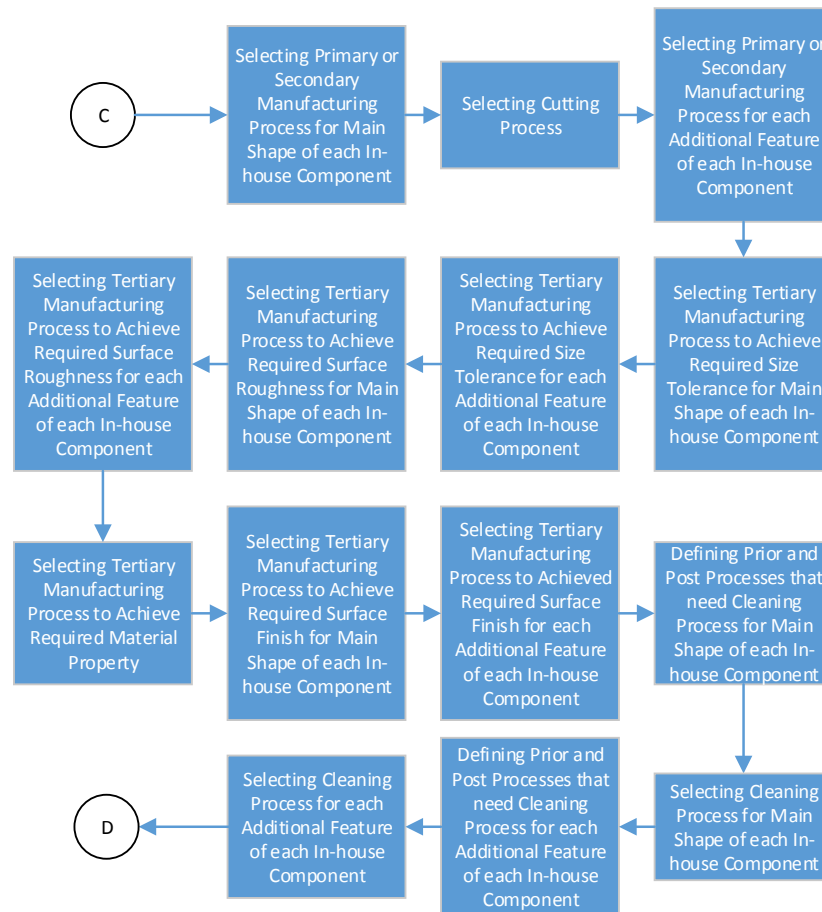 C
Selecting Primary or
Secondary
Manufacturing
Process for Main
Shape of each In-
house Component
Selecting Cutting
Process
Selecting Primary or
Secondary
Manufacturing
Process for each
Additional Feature
of each In-house
Component
Selecting Tertiary
Manufacturing
Process to Achieve
Required Size
Tolerance for Main
Shape of each In-
house Component
Selecting Tertiary
Manufacturing
Process to Achieve
Required Size
Tolerance for each
Additional Feature
of each In-house
Component
Selecting Tertiary
Manufacturing
Process to Achieve
Required Surface
Roughness for Main
Shape of each In-
house Component
Selecting Tertiary
Manufacturing
Process to Achieve
Required Surface
Roughness for each
Additional Feature
of each In-house
Component
Selecting Tertiary
Manufacturing
Process to Achieve
Required Material
Property
Selecting Tertiary
Manufacturing
Process to Achieve
Required Surface
Finish for Main
Shape of each In-
house Component
Selecting Tertiary
Manufacturing
Process to Achieved
Required Surface
Finish for each
Additional Feature
of each In-house
Component
Defining Prior and
Post Processes that
need Cleaning
Process for Main
Shape of each In-
house Component
Selecting Cleaning
Process for Main
Shape of each In-
house Component
Defining Prior and
Post Processes that
need Cleaning
Process for each
Additional Feature
of each In-house
Component
Selecting Cleaning
Process for each
Additional Feature
of each In-house
Component
D